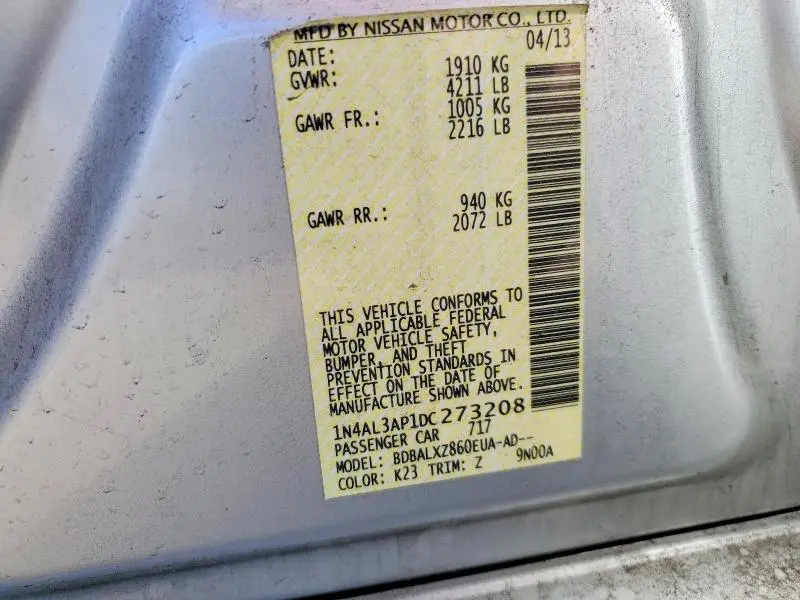 MFD BY NISSAN MOTOR CO., LTD.
DATE: 04/13
GVWR: 1910 KG
4211 LB
GAWR FR.: 1005 KG
2216 LB
GAWR RR.: 940 KG
2072 LB
THIS VEHICLE CONFORMS TO
ALL APPLICABLE FEDERAL
MOTOR VEHICLE SAFETY,
BUMPER, AND THEFT
PREVENTION STANDARDS IN
EFFECT ON THE DATE OF
MANUFACTURE SHOWN ABOVE.
1N4AL3AP1DC273208
PASSENGER CAR 717
MODEL: BDBALXZ860EUA-AD--
COLOR: K23 TRIM: Z 9N00A